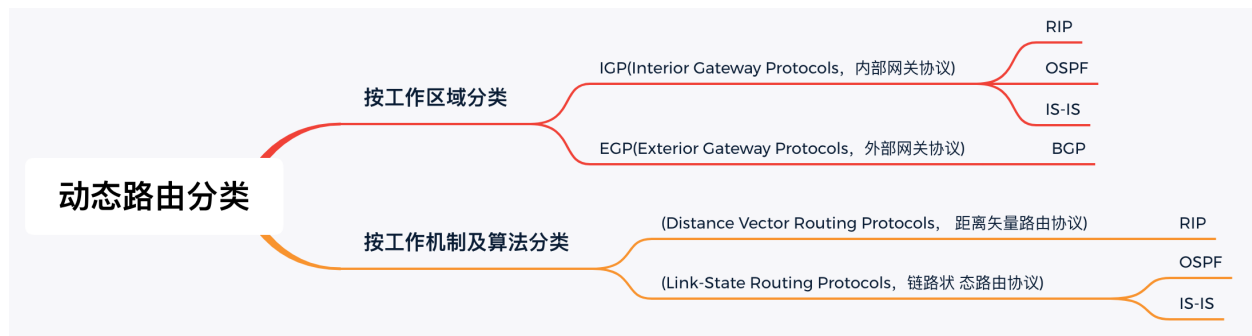 动态路由分类
按工作区域分类
IGP(Interior Gateway Protocols，内部网关协议)
RIP
OSPF
IS-IS
EGP(Exterior Gateway Protocols，外部网关协议)
BGP
按工作机制及算法分类
(Distance Vector Routing Protocols， 距离矢量路由协议)
RIP
(Link-State Routing Protocols，链路状 态路由协议)
OSPF
IS-IS